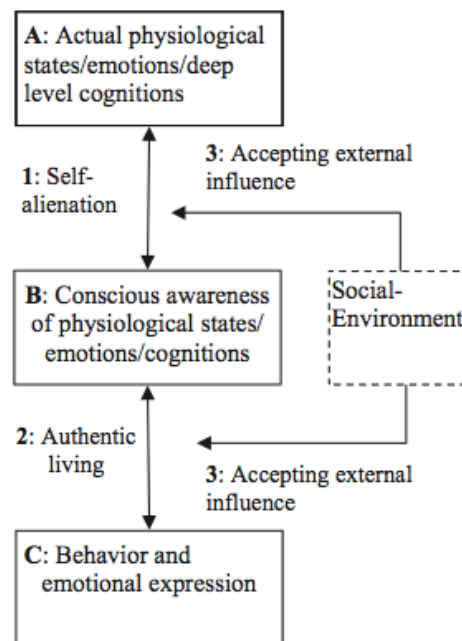 A: Actual physiological
states/emotions/deep
level cognitions
3: Accepting external
influence
1: Self-
alienation
B: Conscious awareness
of physiological states/
emotions/cognitions
Social-
Environment
2: Authentic
living
3: Accepting external
influence
C: Behavior and
emotional expression